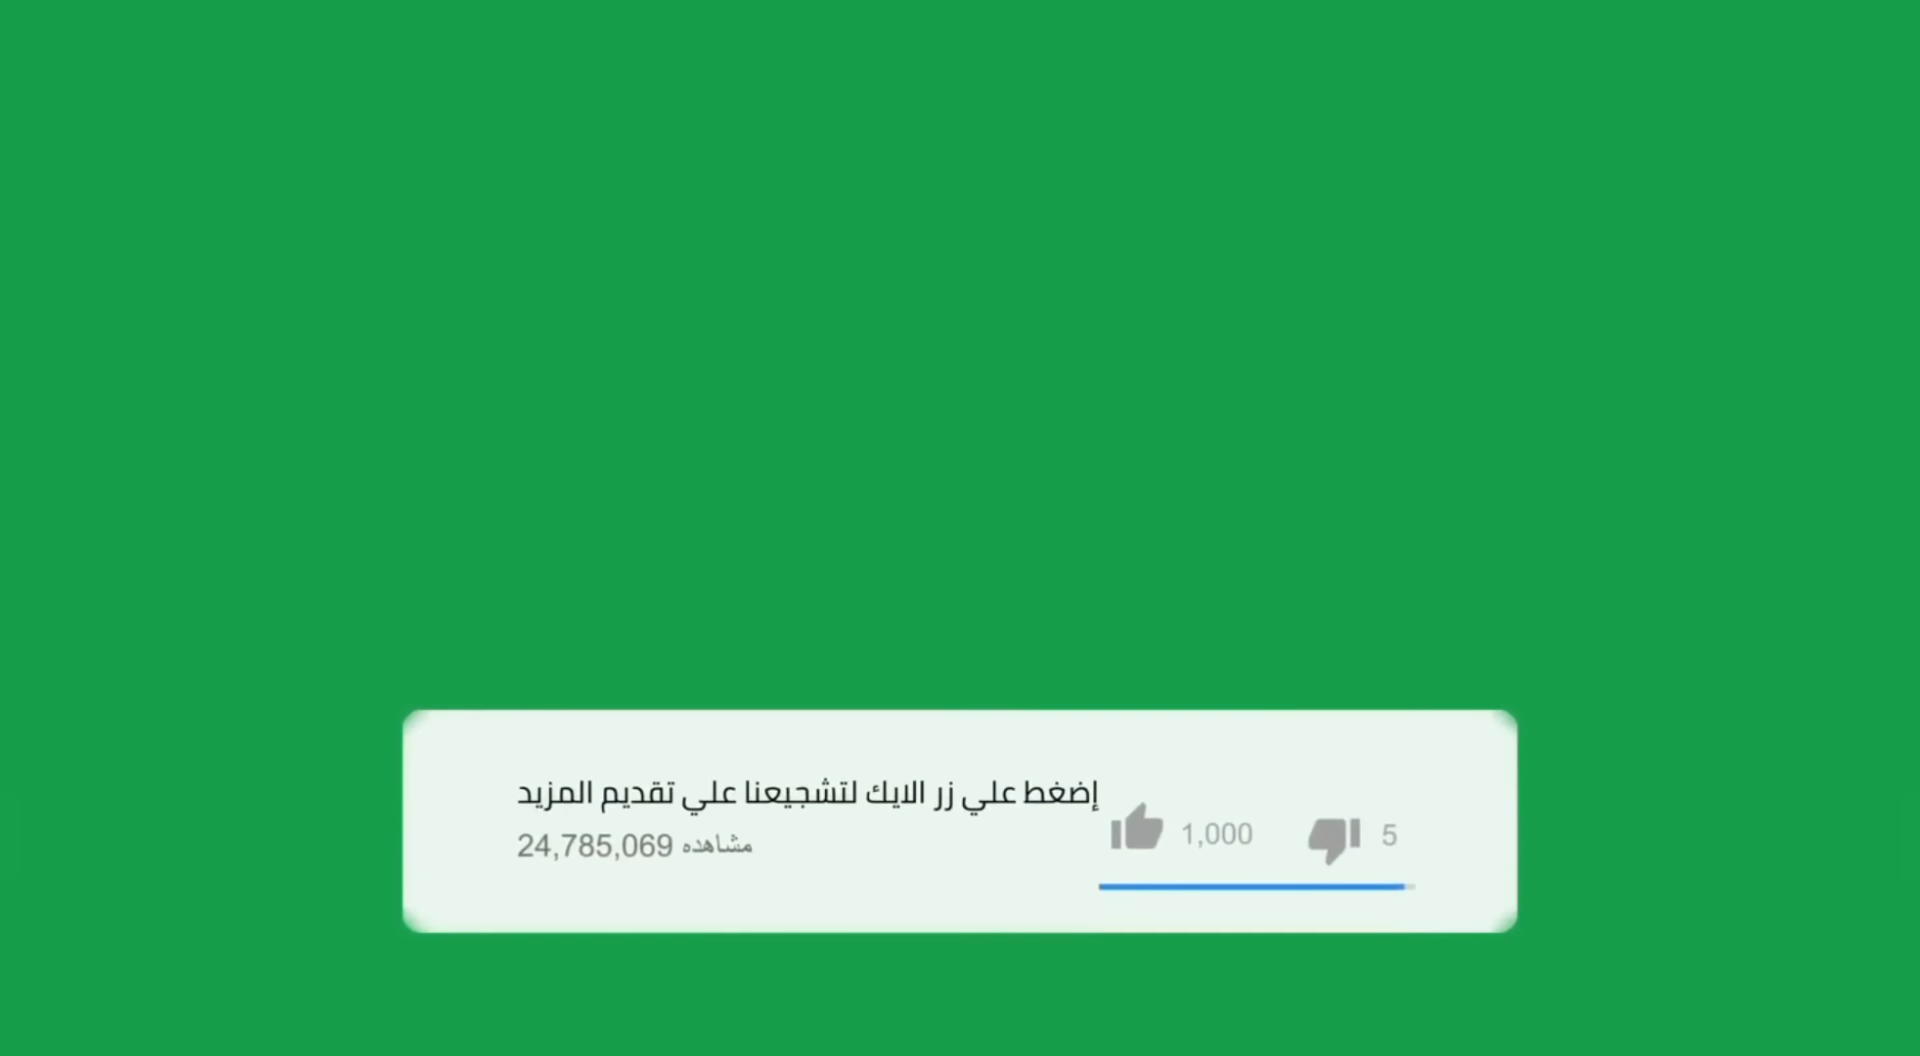 إضغط علي زر الايك لتشجيعنا علي تقديم المزيد
24,785,069 مشاهده
1,000
5